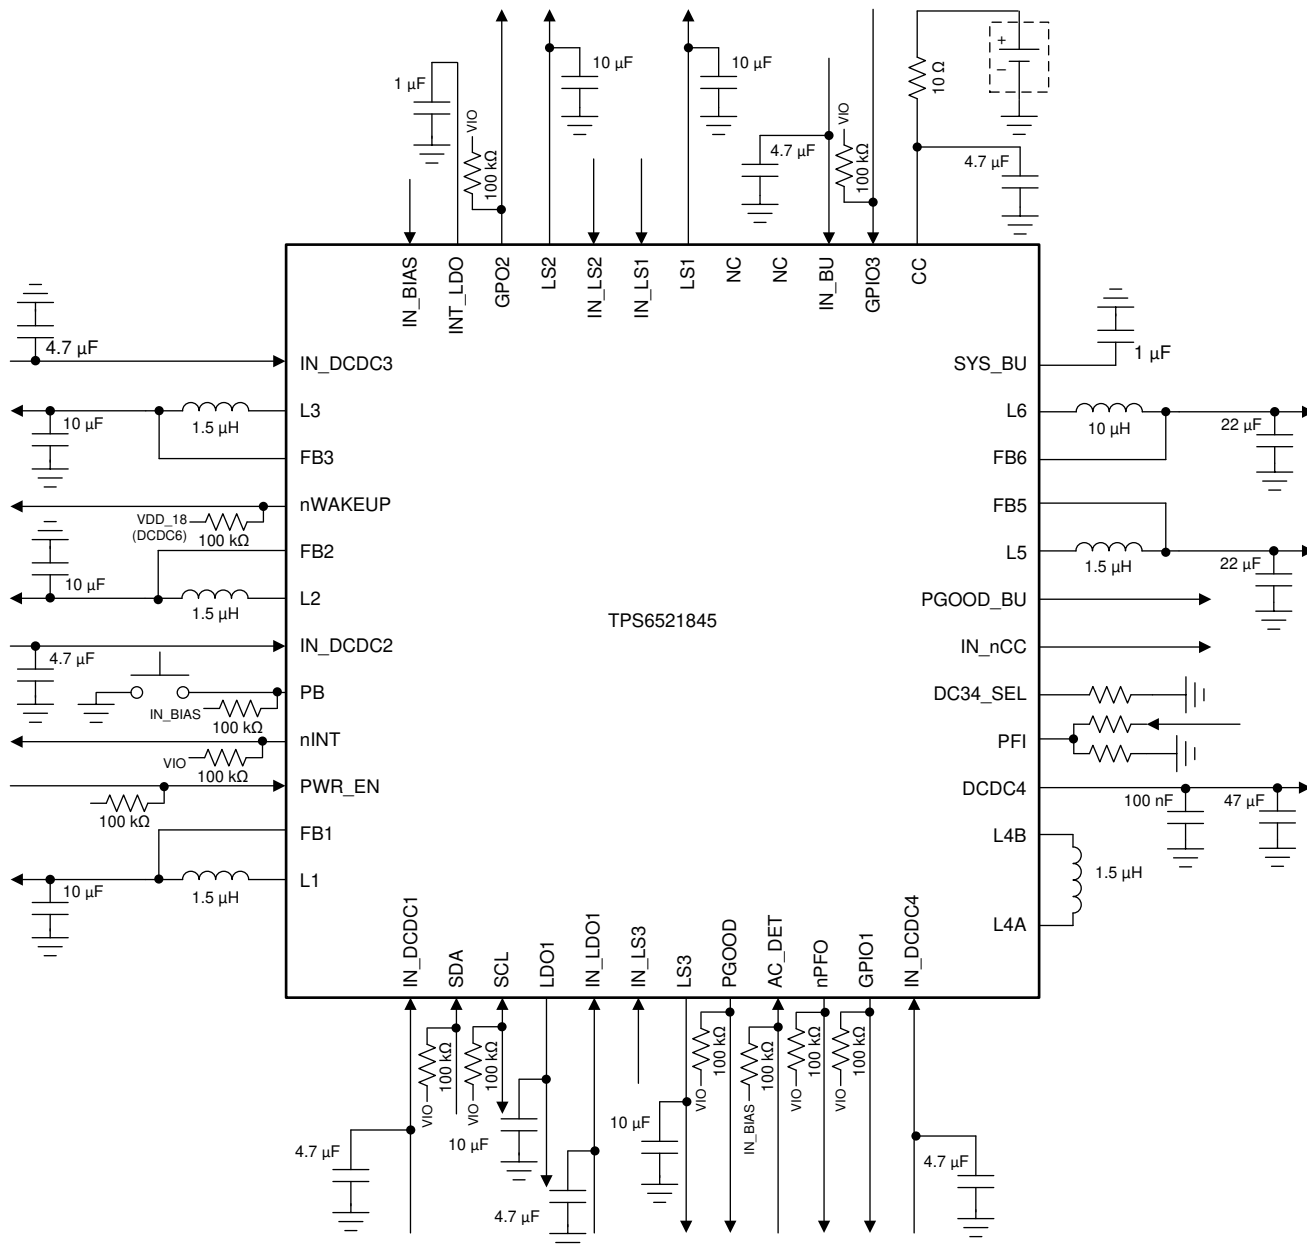 10 µF
10 µF
1 µF
VIO
100 kΩ
4.7 µF
VIO
100 kΩ
10 Ω
+
−
4.7 µF
IN_BIAS
INT_LDO
GPO2
LS2
IN_LS2
IN_LS1
LS1
NC
NC
IN_BU
GPIO3
CC
4.7 µF
IN_DCDC3
SYS_BU
1 µF
10 µF
1.5 µH
L3
L6
10 µH
22 µF
FB3
FB6
nWAKEUP
FB5
VDD_18
(DCDC6)
100 kΩ
FB2
L5
10 µF
1.5 µH
L2
1.5 µH
22 µF
PGOOD_BU
TPS6521845
4.7 µF
IN_DCDC2
IN_nCC
PB
DC34_SEL
IN_BIAS
100 kΩ
nINT
PFI
VIO
100 kΩ
PWR_EN
DCDC4
100 nF
47 µF
100 kΩ
FB1
L4B
10 µF
1.5 µH
L1
1.5 µH
L4A
IN_DCDC1
SDA
SCL
LDO1
IN_LDO1
IN_LS3
LS3
PGOOD
AC_DET
nPFO
GPIO1
IN_DCDC4
100 kΩ
VIO
100 kΩ
VIO
100 kΩ
VIO
100 kΩ
IN_BIAS
100 kΩ
VIO
100 kΩ
VIO
4.7 µF
10 µF
4.7 µF
10 µF
4.7 µF